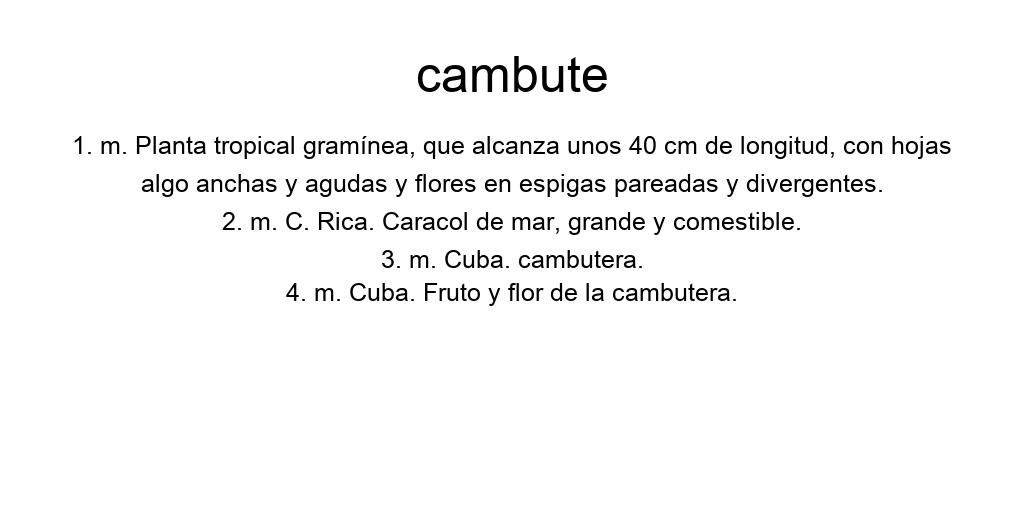 cambute
1. m. Planta tropical gramínea, que alcanza unos 40 cm de longitud, con hojas
algo anchas y agudas y flores en espigas pareadas y divergentes.
2. m. C. Rica. Caracol de mar, grande y comestible.
3. m. Cuba. cambutera.
4. m. Cuba. Fruto y flor de la cambutera.